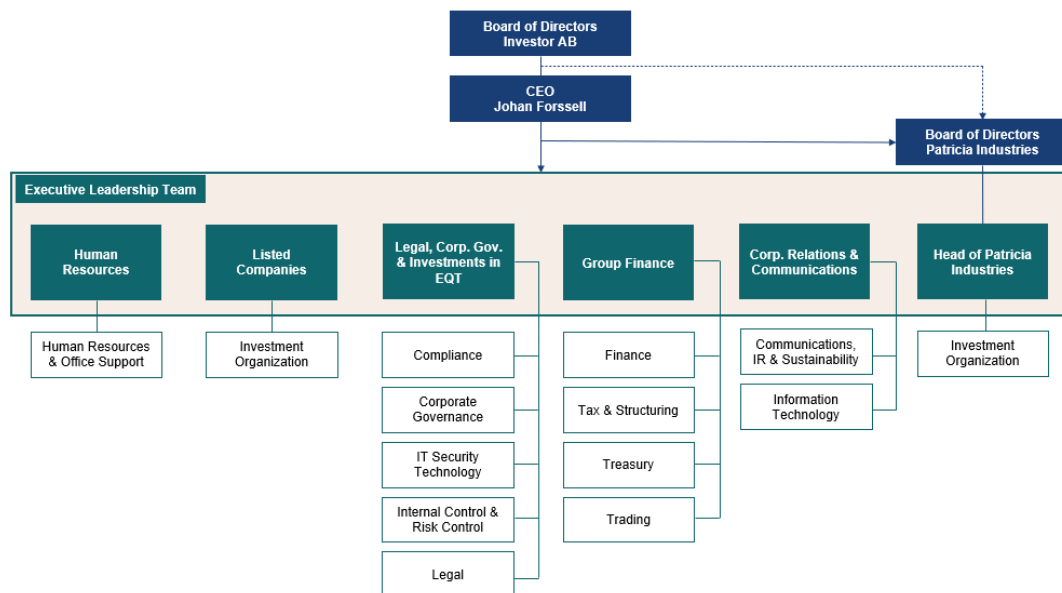 Board of Directors
Investor AB
CEO
Johan Forssell
Board of Directors
Patricia Industries
Executive Leadership Team
Human
Resources
Listed
Companies
Legal, Corp. Gov.
& Investments in
EQT
Group Finance
Corp. Relations &
Communications
Head of Patricia
Industries
Human Resources
& Office Support
Investment
Organization
Compliance
Corporate
Governance
IT Security
Technology
Internal Control &
Risk Control
Legal
Finance
Tax & Structuring
Treasury
Trading
Communications,
IR & Sustainability
Information
Technology
Investment
Organization